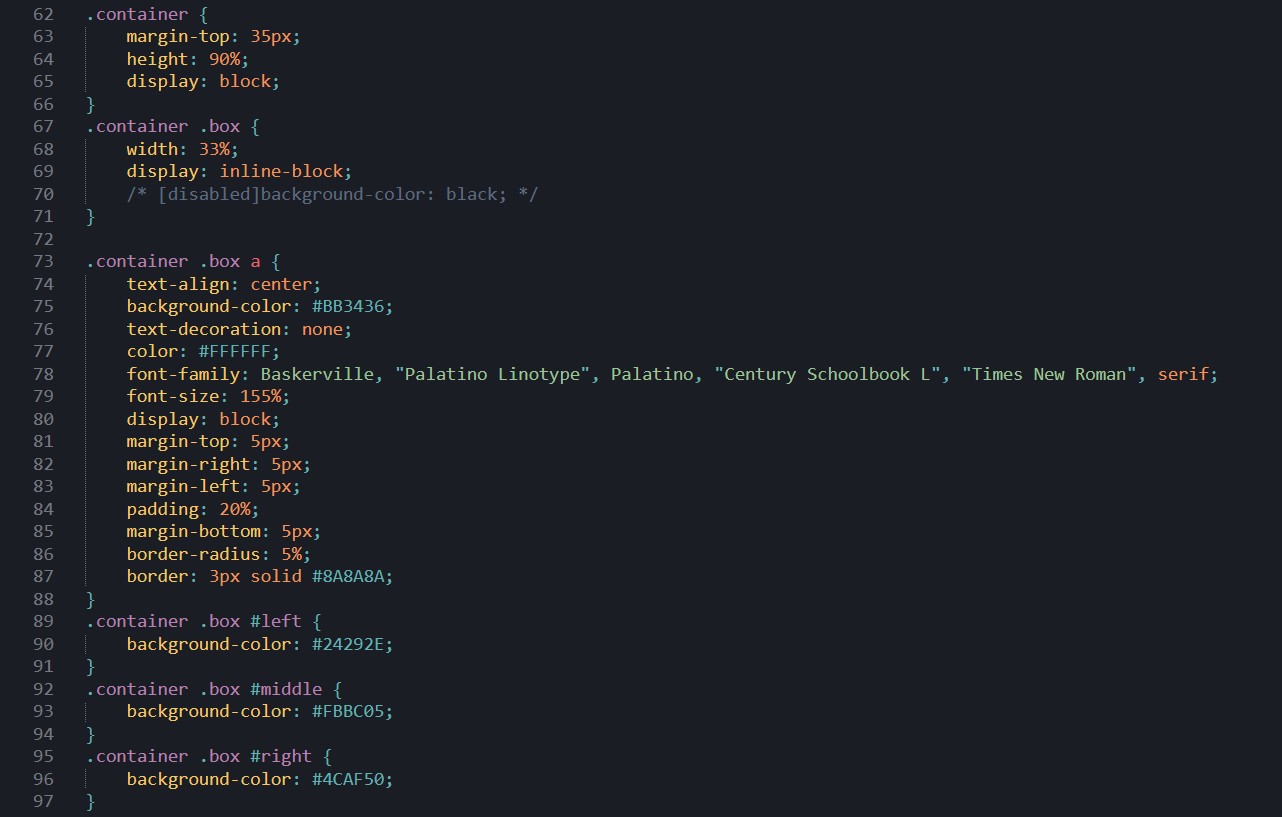 62 .container {
63 margin-top: 35px;
64 height: 90%;
65 display: block;
66 }
67 .container .box {
68 width: 33%;
69 display: inline-block;
70 /* [disabled]background-color: black; */
71 }
72
73 .container .box a {
74 text-align: center;
75 background-color: #BB3436;
76 text-decoration: none;
77 color: #FFFFFF;
78 font-family: Baskerville, "Palatino Linotype", Palatino, "Century Schoolbook L", "Times New Roman", serif;
79 font-size: 155%;
80 display: block;
81 margin-top: 5px;
82 margin-right: 5px;
83 margin-left: 5px;
84 padding: 20%;
85 margin-bottom: 5px;
86 border-radius: 5%;
87 border: 3px solid #8A8A8A;
88 }
89 .container .box #left {
90 background-color: #24292E;
91 }
92 .container .box #middle {
93 background-color: #FBBC05;
94 }
95 .container .box #right {
96 background-color: #4CAF50;
97 }